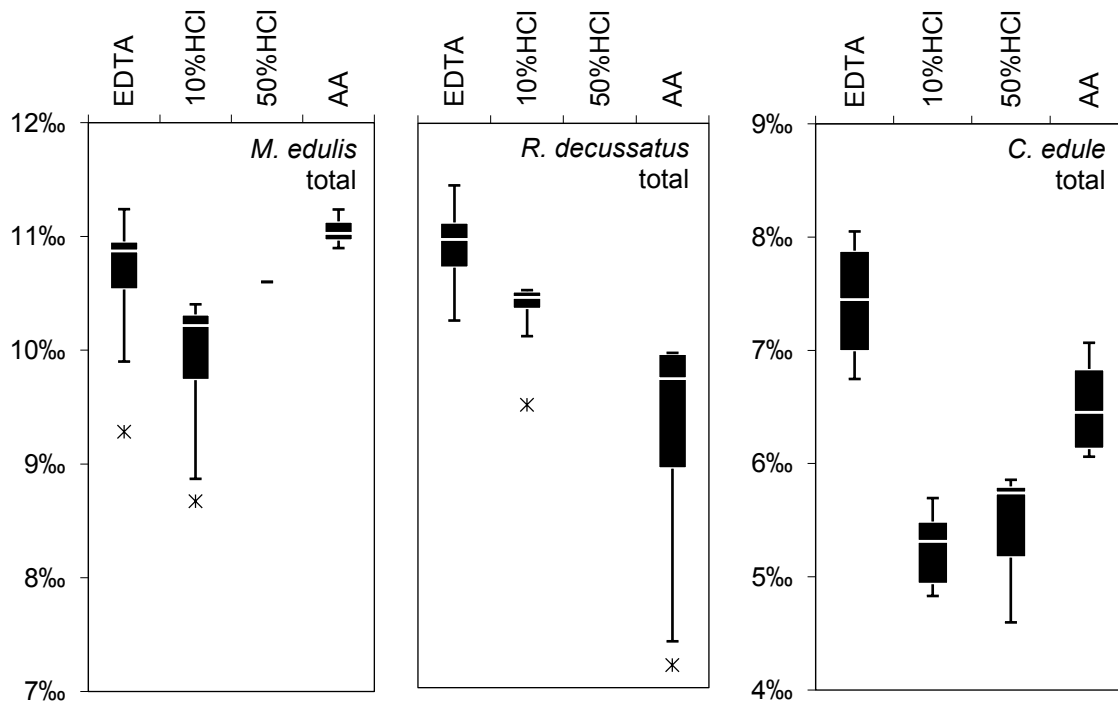 EDTA
10%HCl
50%HCl
AA
EDTA
10%HCl
50%HCl
AA
EDTA
10%HCl
50%HCl
AA
12‰
11‰
10‰
9‰
8‰
7‰
M. edulis
total
R. decussatus
total
9‰
8‰
7‰
6‰
5‰
4‰
C. edule
total